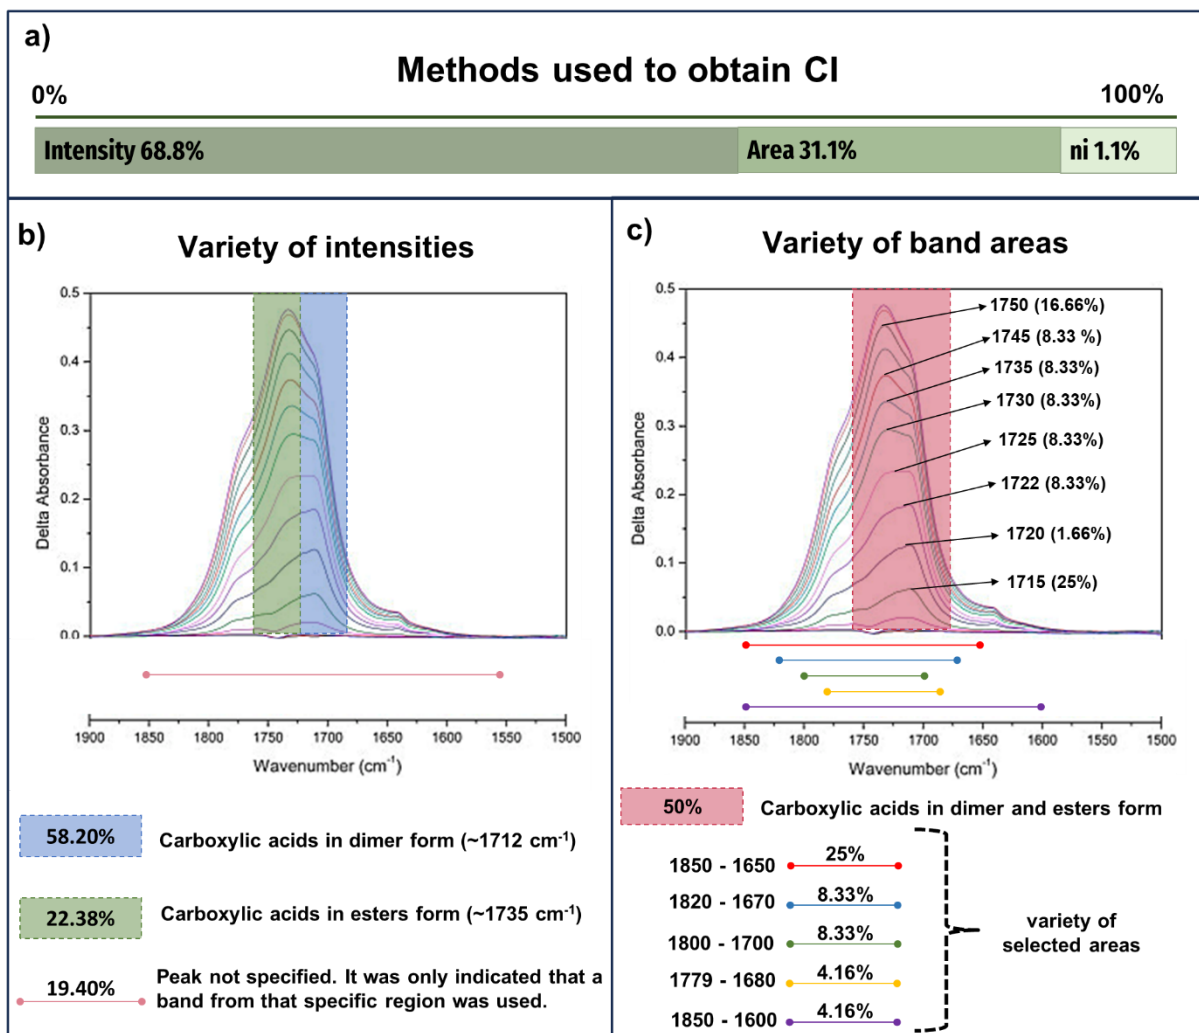 a)
Methods used to obtain CI
0%
100%
Intensity 68.8%
Area 31.1%
ni 1.1%
b)
Variety of intensities
0.5
0.4
0.3
0.2
0.1
0.0
Delta Absorbance
1900
1850
1800
1750
1700
1650
1600
1550
1500
Wavenumber (cm⁻¹)
58.20%
Carboxylic acids in dimer form (~1712 cm⁻¹)
22.38%
Carboxylic acids in esters form (~1735 cm⁻¹)
19.40%
Peak not specified. It was only indicated that a
band from that specific region was used.
c)
Variety of band areas
0.5
0.4
0.3
0.2
0.1
0.0
Delta Absorbance
1750 (16.66%)
1745 (8.33 %)
1735 (8.33%)
1730 (8.33%)
1725 (8.33%)
1722 (8.33%)
1720 (1.66%)
1715 (25%)
1900
1850
1800
1750
1700
1650
1600
1550
1500
Wavenumber (cm⁻¹)
50%
Carboxylic acids in dimer and esters form
1850 - 1650
25%
1820 - 1670
8.33%
1800 - 1700
8.33%
1779 - 1680
4.16%
1850 - 1600
4.16%
variety of
selected areas